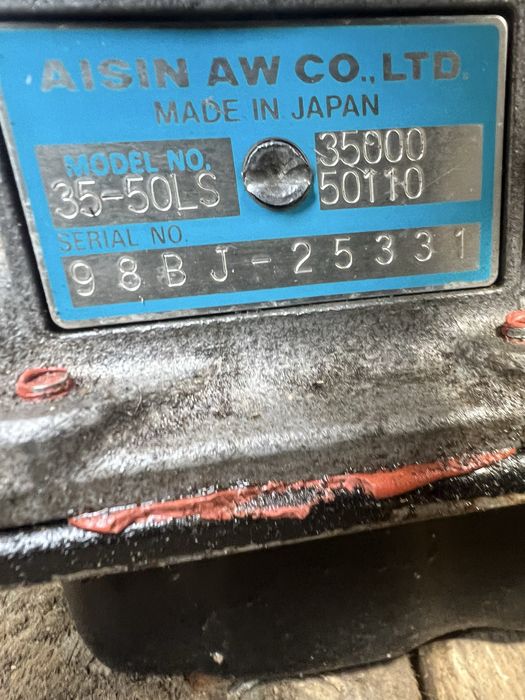 AISIN AW CO., LTD.
MADE IN JAPAN
MODEL NO. 35000
35-50LS 50110
SERIAL NO.
98BJ-25331